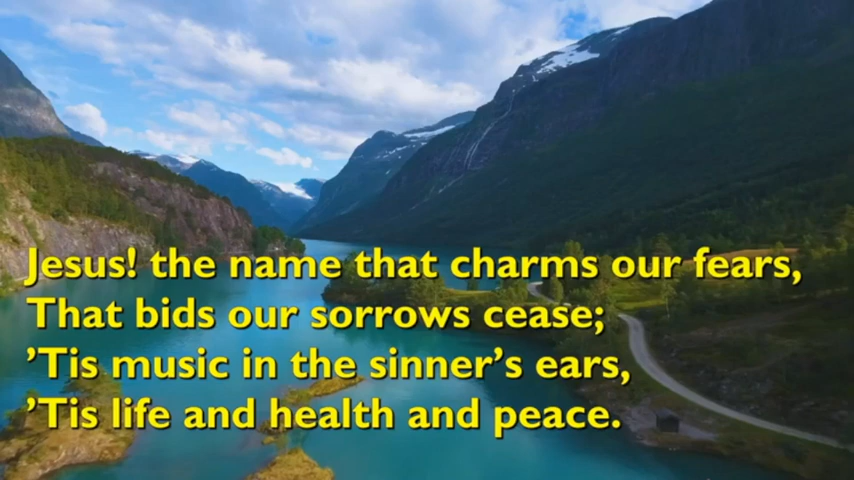 Jesus! the name that charms our fears,
That bids our sorrows cease;
’Tis music in the sinner’s ears,
’Tis life and health and peace.